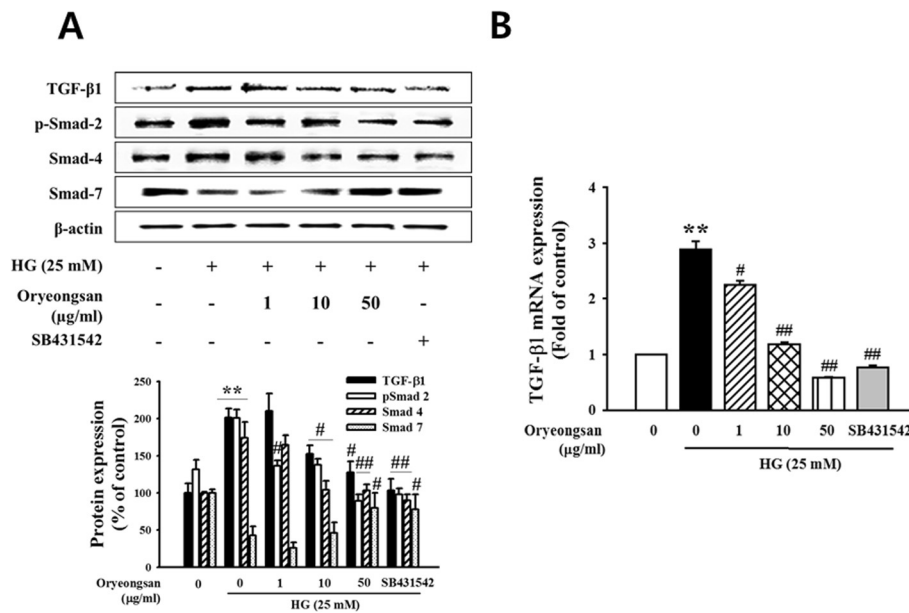 A
TGF-β1
p-Smad-2
Smad-4
Smad-7
β-actin
HG (25 mM) - + + + + +
Oryeongsan - - 1 10 50 -
(μg/ml)
SB431542 - - - - - +
Protein expression
(% of control)
250
200
150
100
50
0
TGF-β1
pSmad 2
Smad 4
Smad 7
**
#
#
#
##
#
##
#
Oryeongsan 0 0 1 10 50 SB431542
(μg/ml)
HG (25 mM)
B
TGF-β1 mRNA expression
(Fold of control)
4
3
2
1
0
**
#
##
##
##
Oryeongsan 0 0 1 10 50 SB431542
(μg/ml)
HG (25 mM)